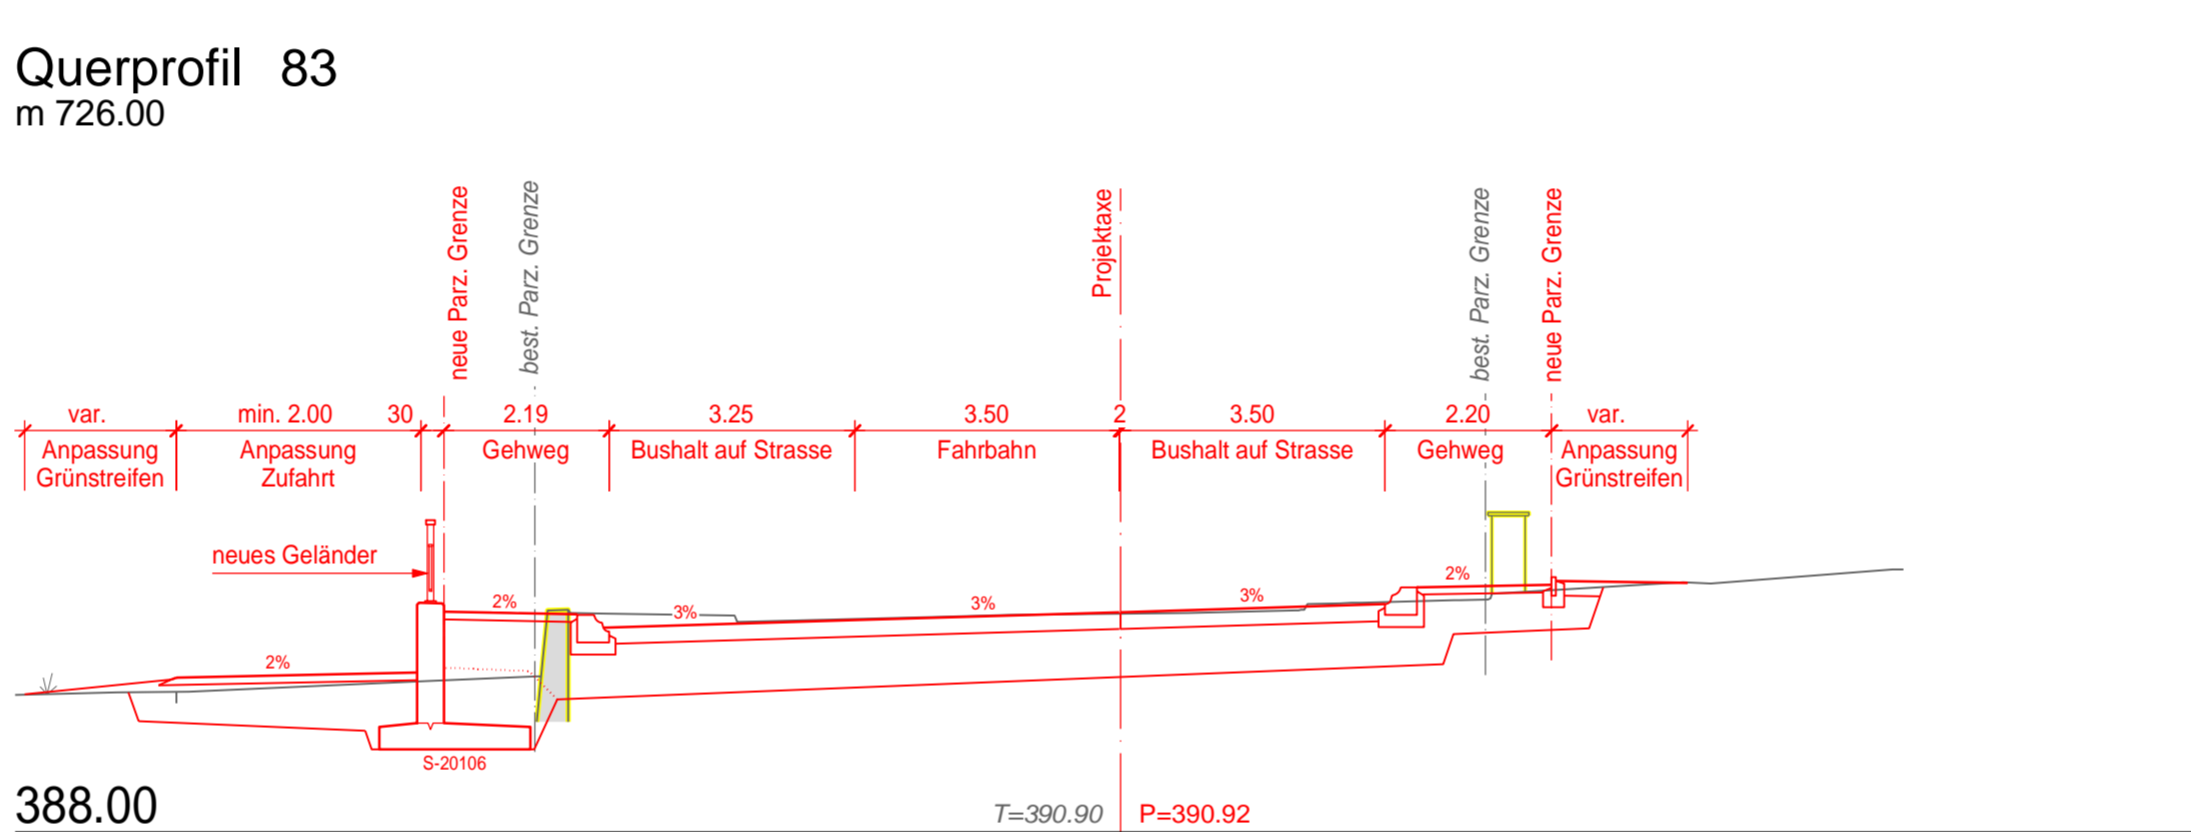 Querprofil 83
m 726.00
neue Parz. Grenze
best. Parz. Grenze
Projektaxe
best. Parz. Grenze
neue Parz. Grenze
var. min. 2.00 30 2.19 3.25 3.50 2 3.50 2.20 var.
Anpassung Anpassung Gehweg Bushalt auf Strasse Fahrbahn Bushalt auf Strasse Gehweg Anpassung
Grünstreifen Zufahrt Grünstreifen
neues Geländer
2%
2%
3%
3%
3%
2%
S-20106
388.00
T=390.90 P=390.92